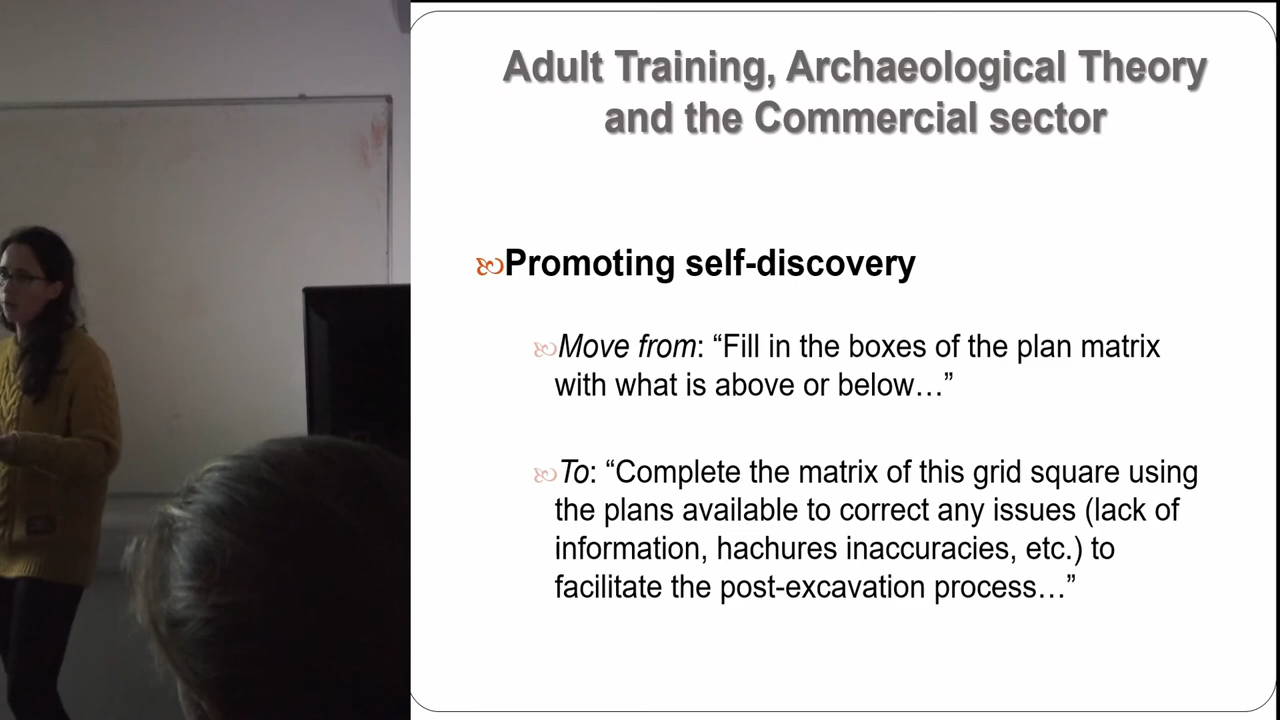 Adult Training, Archaeological Theory
and the Commercial sector
Promoting self-discovery
Move from: “Fill in the boxes of the plan matrix
with what is above or below…”
To: “Complete the matrix of this grid square using
the plans available to correct any issues (lack of
information, hachures inaccuracies, etc.) to
facilitate the post-excavation process…”